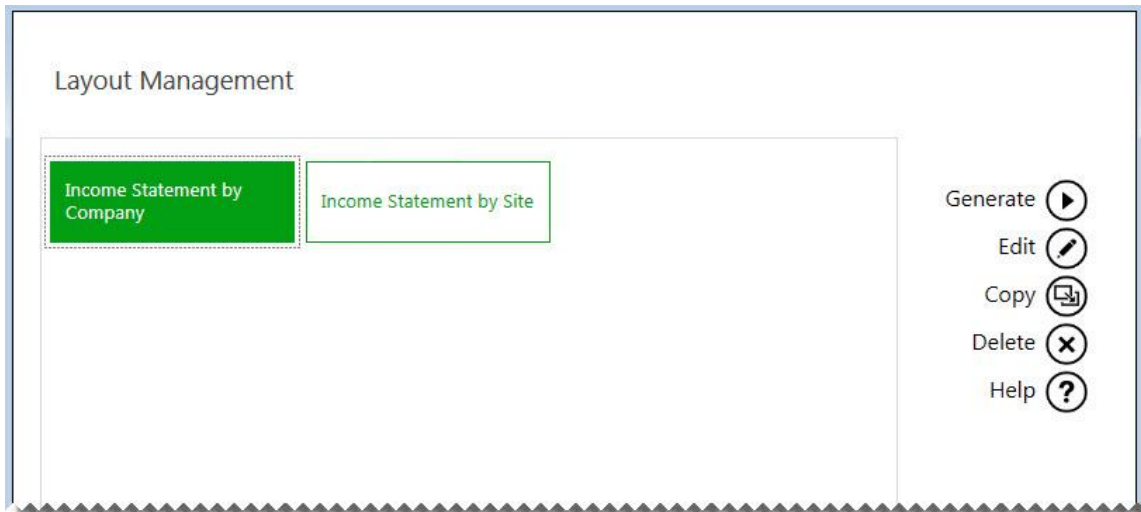 Layout Management
Income Statement by
Company
Income Statement by Site
Generate
Edit
Copy
Delete
Help